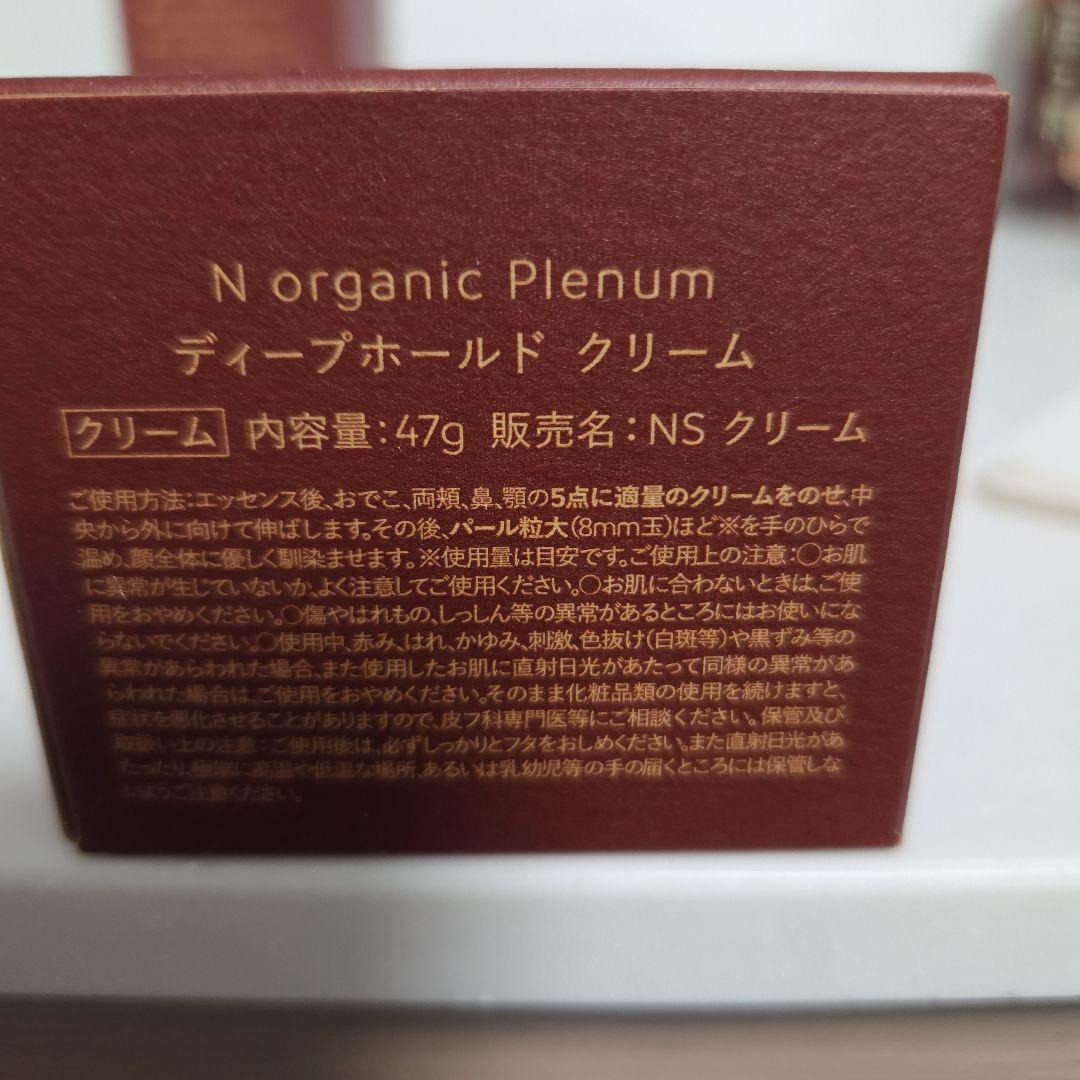 N organic Plenum
ディープホールド クリーム
クリーム 内容量:47g 販売名:NS クリーム
ご使用方法:エッセンス後、おでこ、両頬、鼻、顎の5点に適量のクリームをのせ、中
央から外に向けて伸ばします。その後、パール粒大(8mm玉)ほど※を手のひらで
温め、顔全体に優しく馴染ませます。※使用量は目安です。ご使用上の注意:〇お肌
に異常が生じていないか、よく注意してご使用ください。〇お肌に合わないときは、ご使
用をおやめください。〇傷やはれもの、しっしん等の異常があるところにはお使いにな
らないでください。〇使用中、赤み、はれ、かゆみ、刺激、色抜け(白斑等)や黒ずみ等の
異常があらわれた場合、また使用したお肌に直射日光があたって同様の異常があ
らわれた場合は、ご使用をおやめください。そのまま化粧品類の使用を続けますと、
症状を悪化させることがありますので、皮フ科専門医等にご相談ください。保管及び
取扱い上の注意:ご使用後は、必ずしっかりとフタをおしめください。また直射日光があ
たったり、極端に高温や低温な場所、あるいは乳幼児等の手の届くところには保管しな
いようご注意ください。